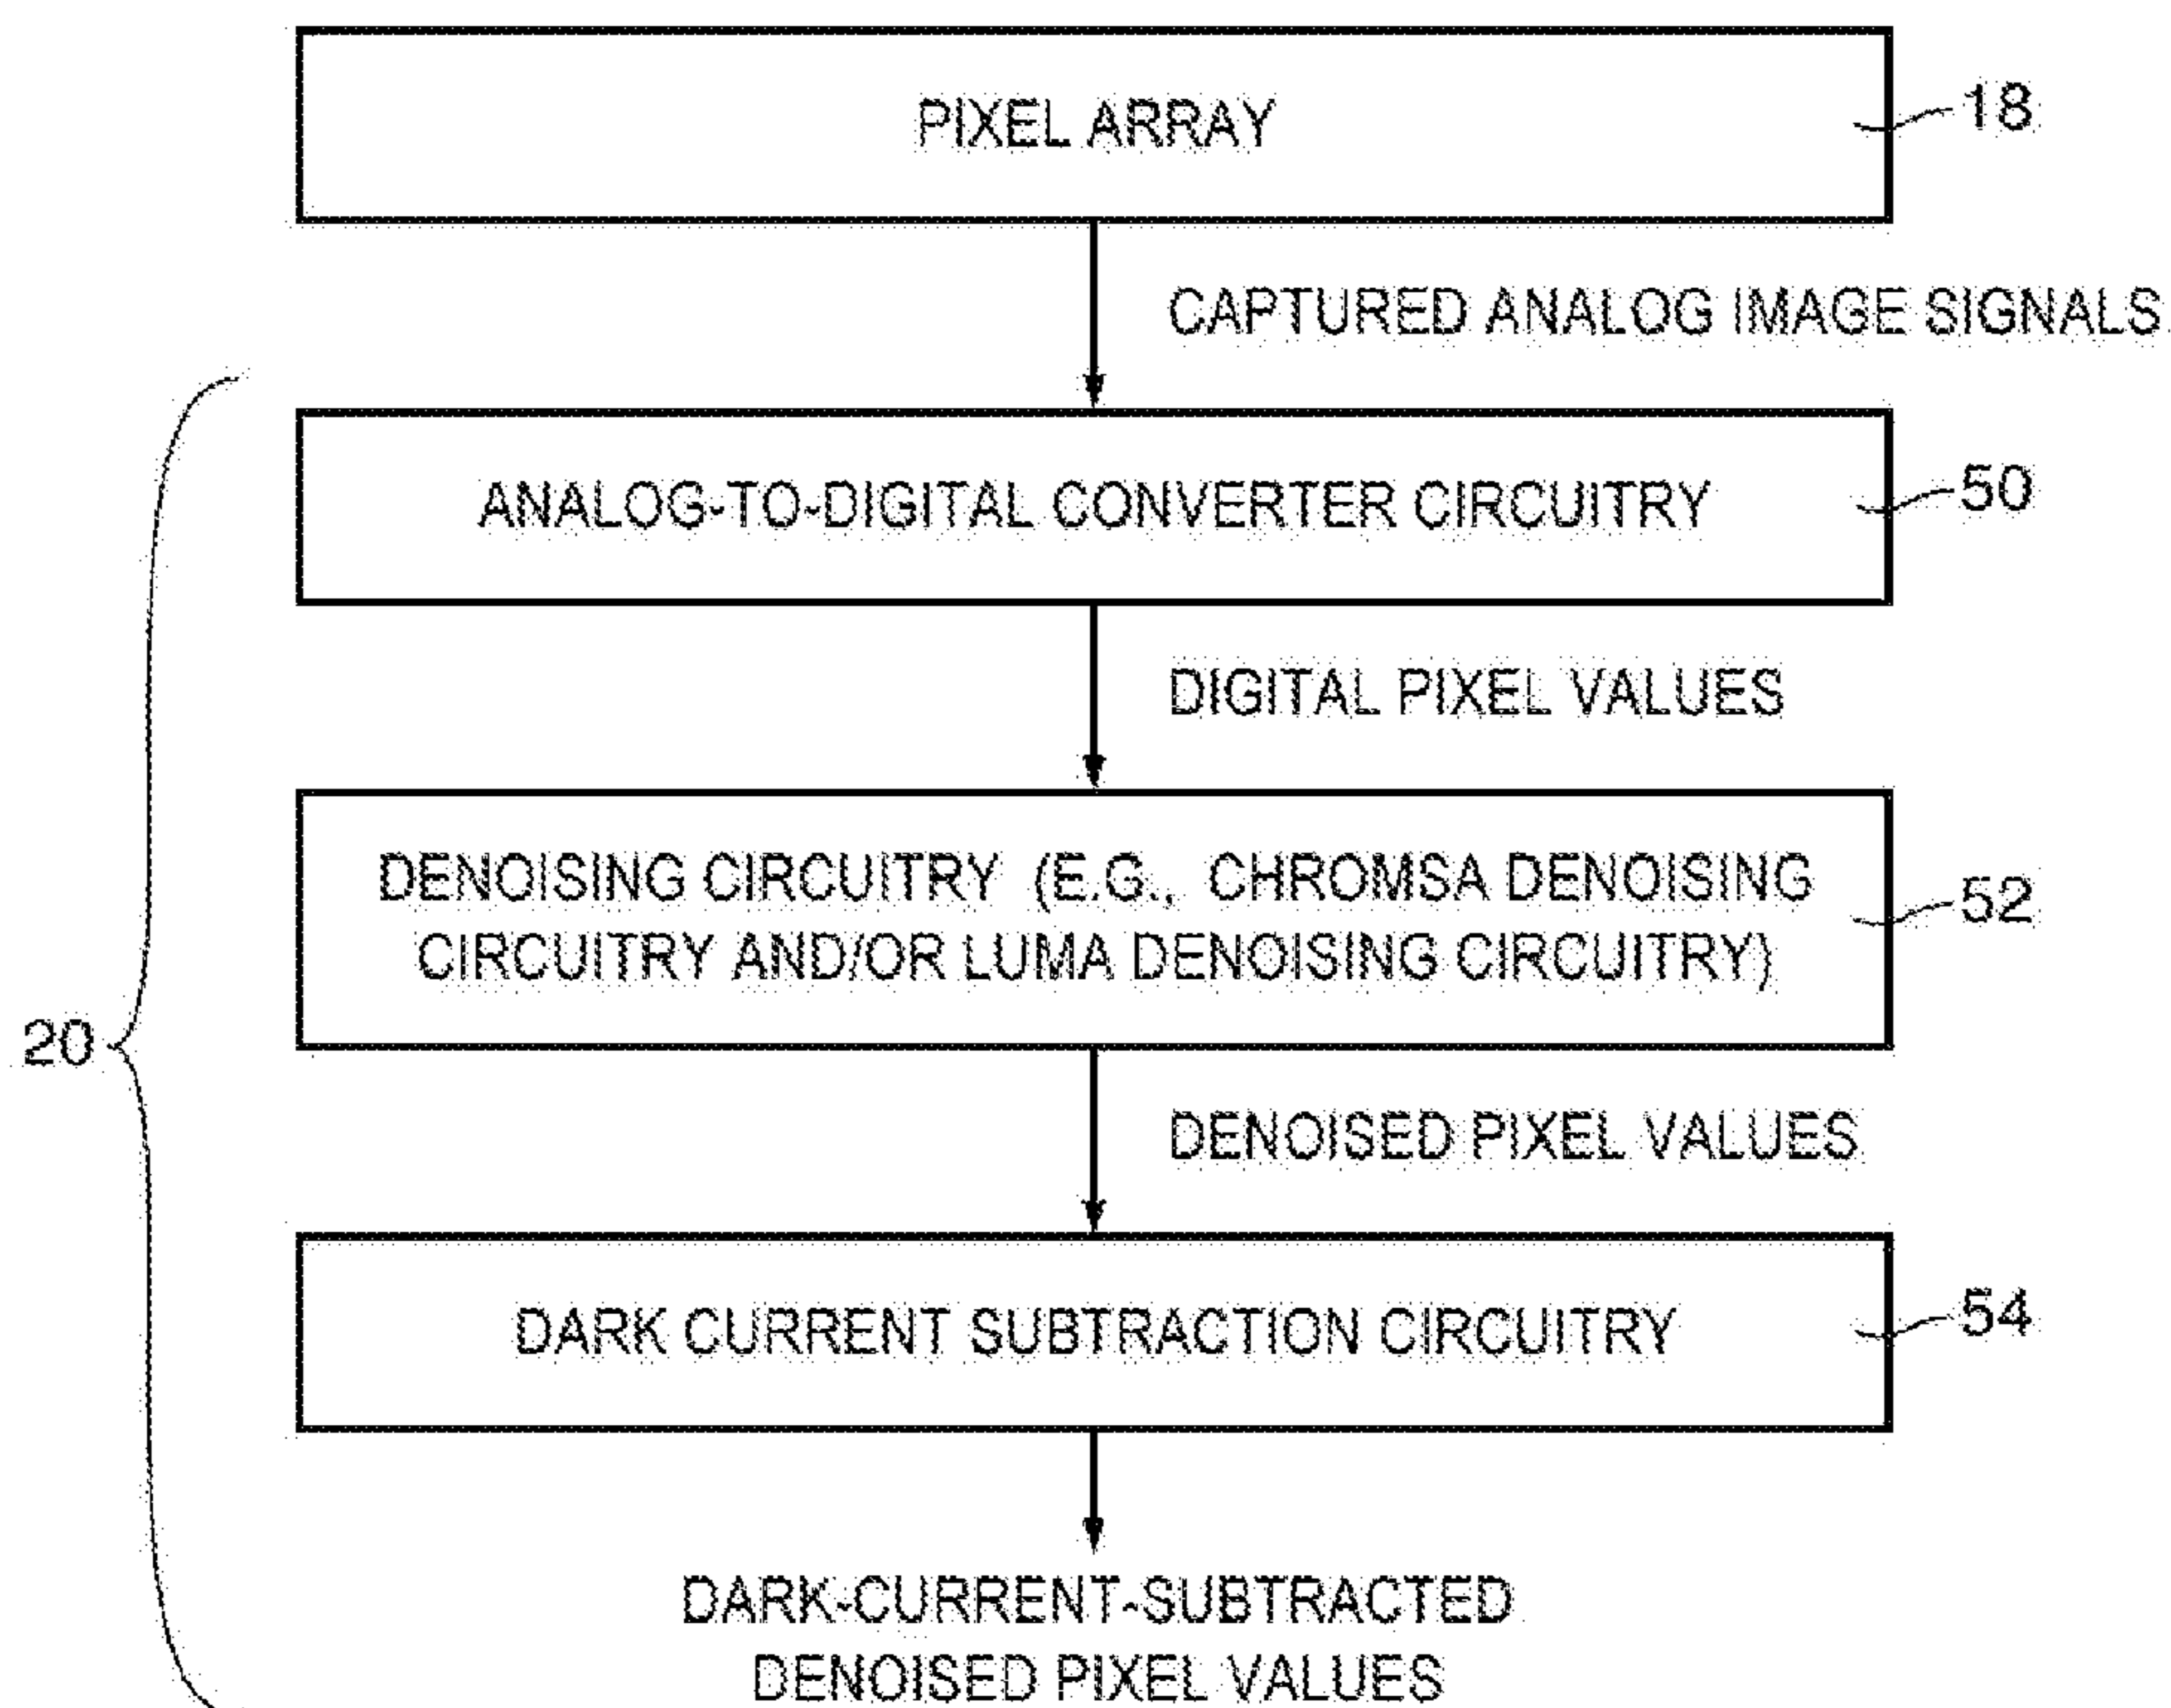 PIXEL ARRAY
18
CAPTURED ANALOG IMAGE SIGNALS
ANALOG-TO-DIGITAL CONVERTER CIRCUITRY
50
DIGITAL PIXEL VALUES
DENOISING CIRCUITRY (E.G., CHROMSA DENOISING
CIRCUITRY AND/OR LUMA DENOISING CIRCUITRY)
52
20
DENOISED PIXEL VALUES
DARK CURRENT SUBTRACTION CIRCUITRY
54
DARK-CURRENT-SUBTRACTED
DENOISED PIXEL VALUES